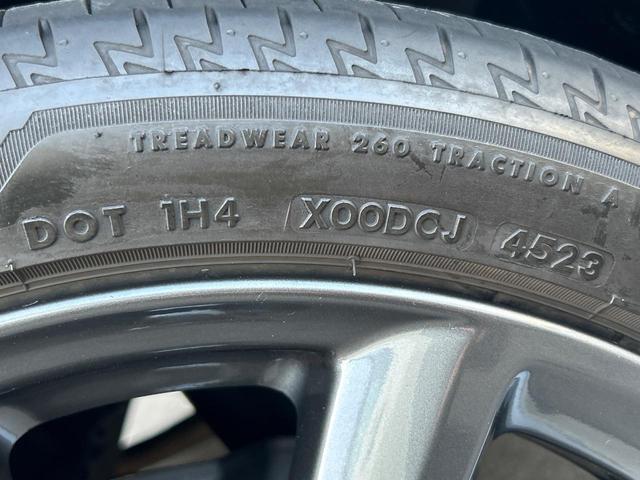 TREADWEAR 260 TRACTION A
DOT 1H4 X00DCJ 4523